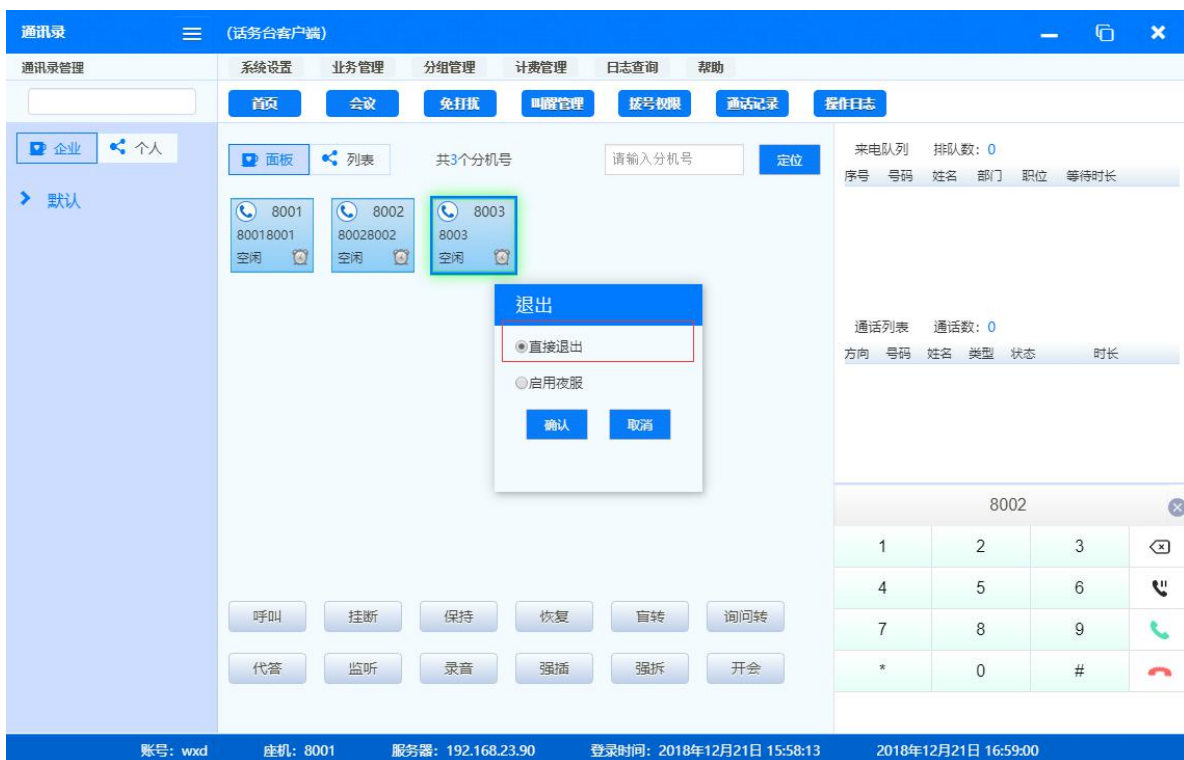 通讯录
(话务台客户端)
通讯录管理
系统设置 业务管理 分组管理 计费管理 日志查询 帮助
首页 会议 免打扰 叫醒管理 拨号权限 通话记录 操作日志
企业 个人
默认
面板 列表 共3个分机号 请输入分机号 定位
8001 8002 8003
80018001 80028002 8003
空闲 空闲 空闲
退出
直接退出
启用夜服
确认 取消
来电队列 排队数: 0
序号 号码 姓名 部门 职位 等待时长
通话列表 通话数: 0
方向 号码 姓名 类型 状态 时长
8002
1 2 3
4 5 6
7 8 9
* 0 #
呼叫 挂断 保持 恢复 盲转 询问转
代答 监听 录音 强插 强拆 开会
账号: wxd 座机: 8001 服务器: 192.168.23.90 登录时间: 2018年12月21日 15:58:13 2018年12月21日 16:59:00